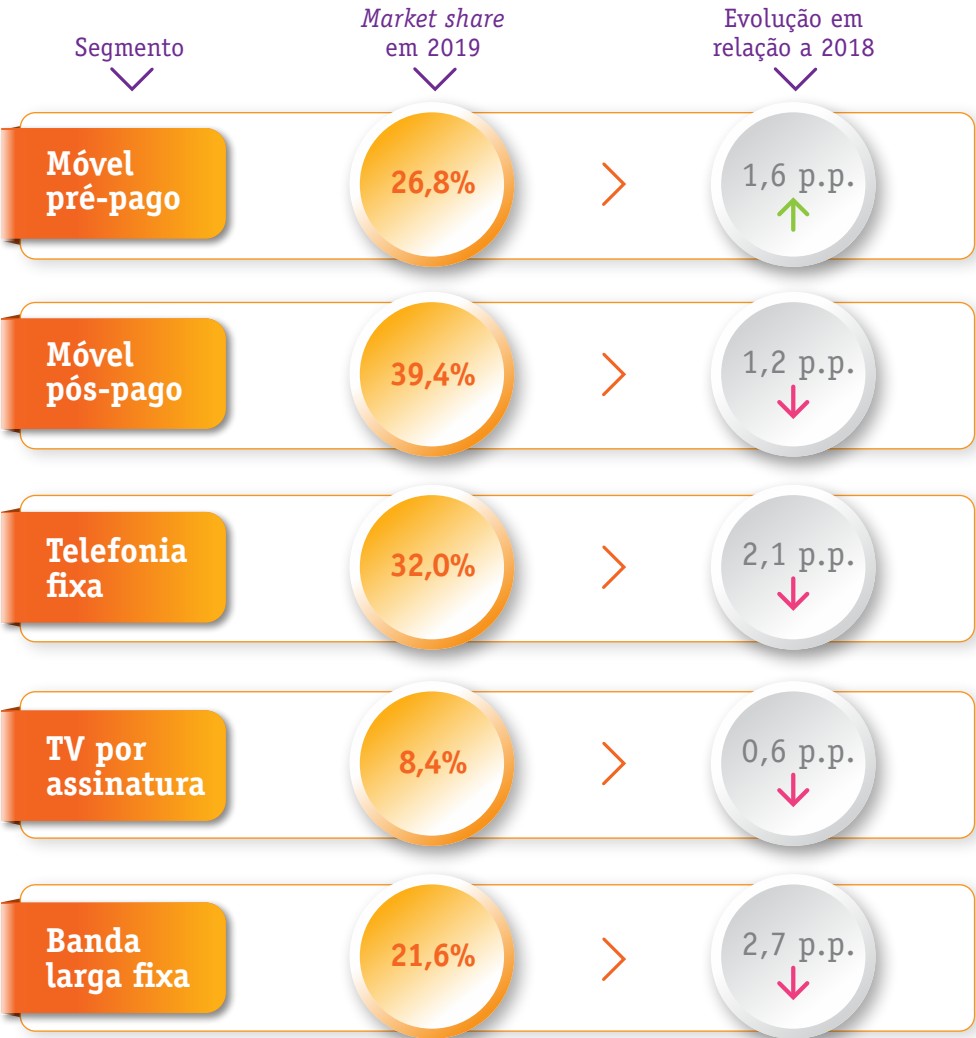 Segmento
Market share
em 2019
Evolução em
relação a 2018
Móvel
pré-pago
26,8%
1,6 p.p.
Móvel
pós-pago
39,4%
1,2 p.p.
Telefonia
fixa
32,0%
2,1 p.p.
TV por
assinatura
8,4%
0,6 p.p.
Banda
larga fixa
21,6%
2,7 p.p.